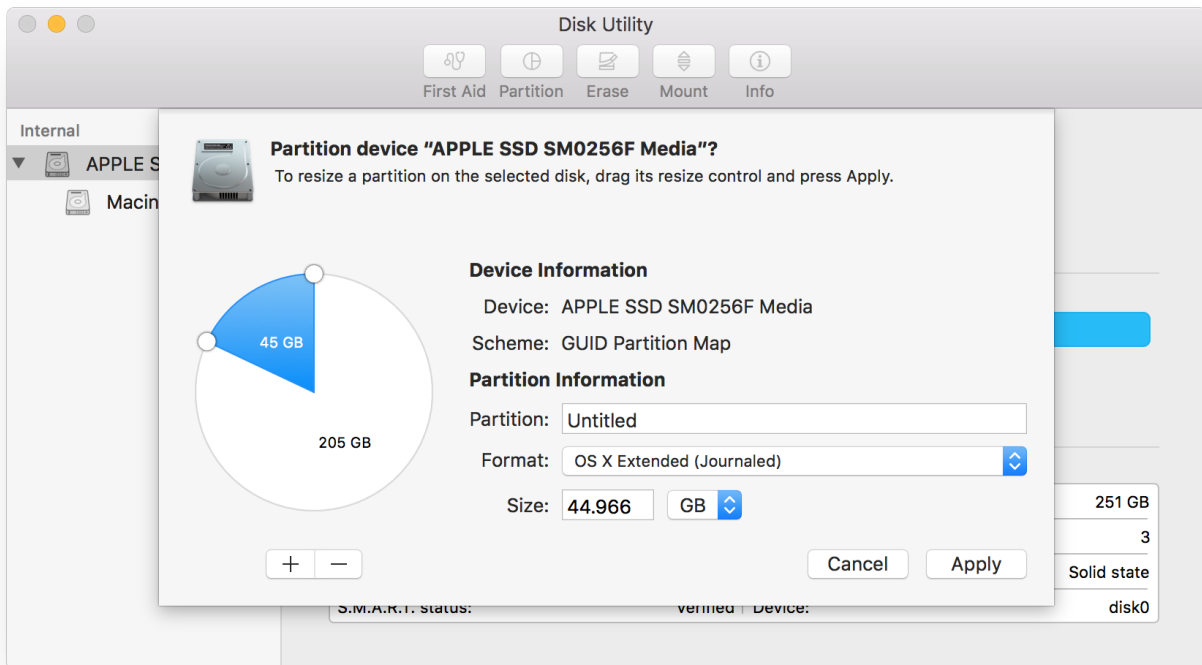 Disk Utility
First Aid Partition Erase Mount Info
Internal
APPLE S
Macin
Partition device “APPLE SSD SM0256F Media”?
To resize a partition on the selected disk, drag its resize control and press Apply.
45 GB
205 GB
Device Information
Device: APPLE SSD SM0256F Media
Scheme: GUID Partition Map
Partition Information
Partition: Untitled
Format: OS X Extended (Journaled)
Size: 44.966 GB
Cancel Apply
251 GB
3
Solid state
S.M.A.R.T. status: Verified Device: disk0